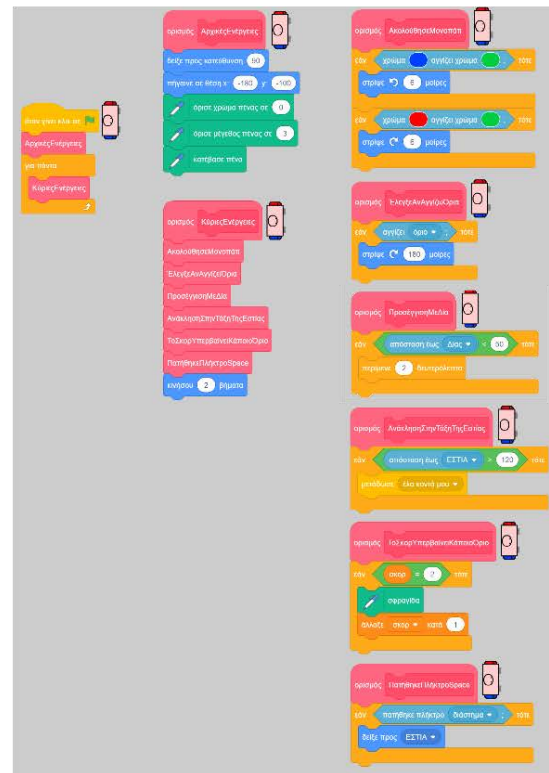 όταν γίνει κλικ σε
ΑρχικέςΕνέργειες
για πάντα
ΚύριεςΕνέργειες
ορισμός ΑρχικέςΕνέργειες
δείξε προς κατεύθυνση 90
πήγαινε σε θέση x: -180 y: -100
όρισε χρώμα πένας σε 0
όρισε μέγεθος πένας σε 3
κατέβασε πένα
ορισμός ΚύριεςΕνέργειες
ΑκολούθησεΜονοπάτι
ΈλεγξεΑνΑγγίζειΌρια
ΠροσέγγισηΜεΔία
ΑνάκλησηΣτηνΤάξηΤηςΕστίας
ΤοΣκορΥπερβαίνειΚάποιοΌριο
ΠατήθηκεΠλήκτροSpace
κινήσου 2 βήματα
ορισμός ΑκολούθησεΜονοπάτι
εάν χρώμα αγγίζει χρώμα ; τότε
στρίψε 6 μοίρες
εάν χρώμα αγγίζει χρώμα ; τότε
στρίψε 6 μοίρες
ορισμός ΈλεγξεΑνΑγγίζειΌρια
εάν αγγίζει όριο ; τότε
στρίψε 180 μοίρες
ορισμός ΠροσέγγισηΜεΔία
εάν απόσταση έως Δίας < 50 τότε
περίμενε 2 δευτερόλεπτα
ορισμός ΑνάκλησηΣτηνΤάξηΤηςΕστίας
εάν απόσταση έως ΕΣΤΙΑ > 120 τότε
μετάδωσε έλα κοντά μου
ορισμός ΤοΣκορΥπερβαίνειΚάποιοΌριο
εάν σκορ = 2 τότε
σφραγίδα
άλλαξε σκορ κατά 1
ορισμός ΠατήθηκεΠλήκτροSpace
εάν πατήθηκε πλήκτρο διάστημα ; τότε
δείξε προς ΕΣΤΙΑ